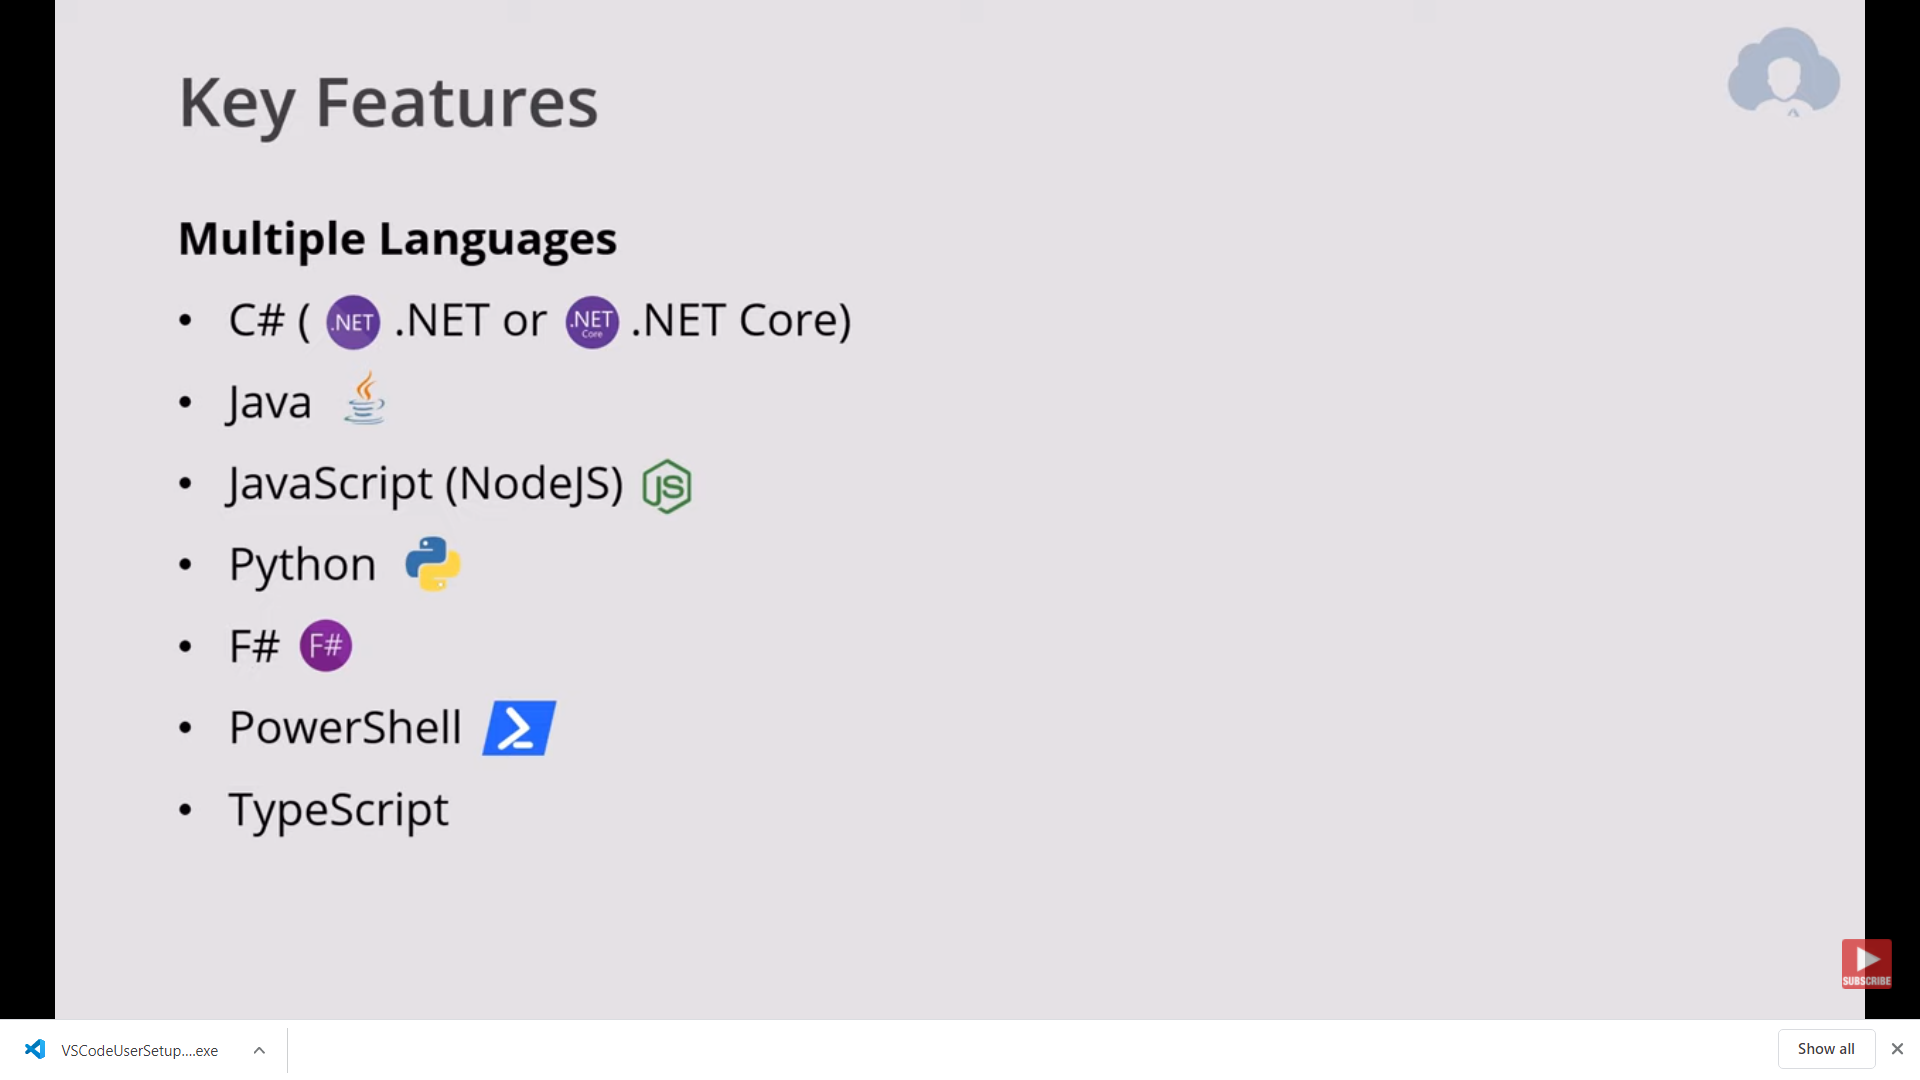 Key Features
Multiple Languages
• C# ( .NET .NET or .NET Core .NET Core)
• Java
• JavaScript (NodeJS) JS
• Python
• F# F#
• PowerShell
• TypeScript
SUBSCRIBE
VSCodeUserSetup....exe
Show all